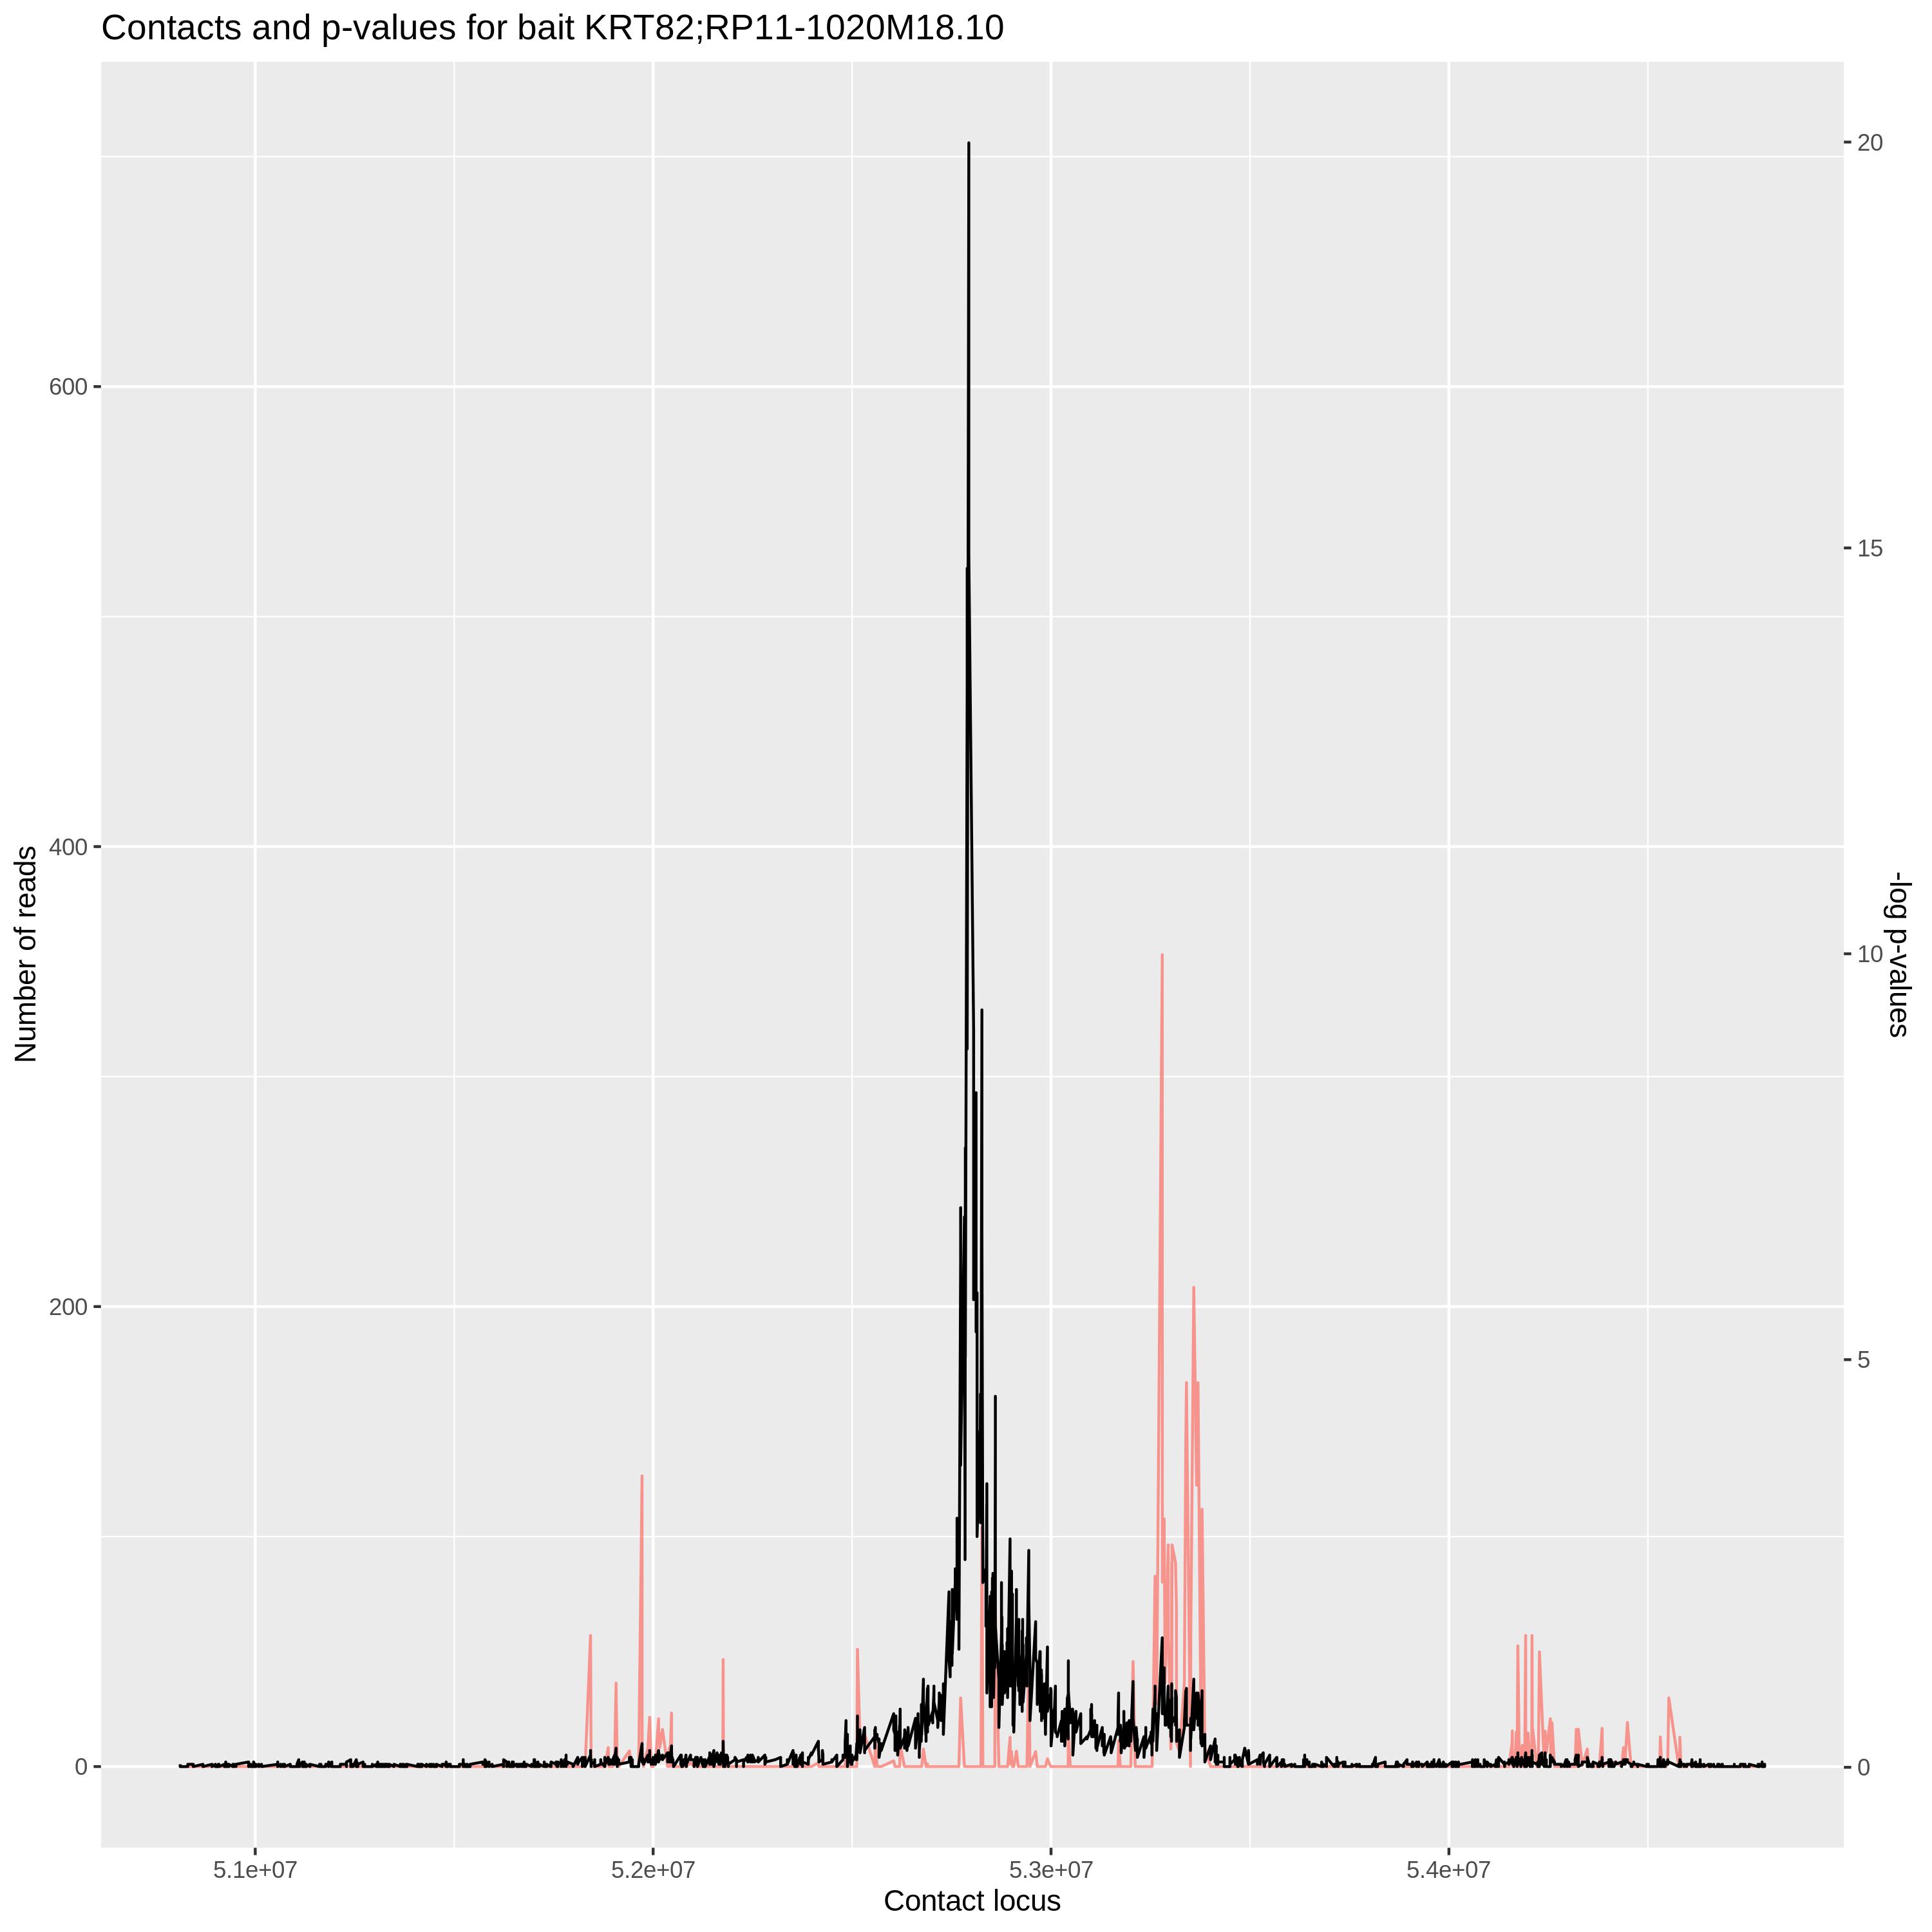 Contacts and p-values for bait KRT82;RP11-1020M18.10
Number of reads
600
400
200
0
20
15
10
5
0
-log p-values
5.1e+07
5.2e+07
5.3e+07
5.4e+07
Contact locus